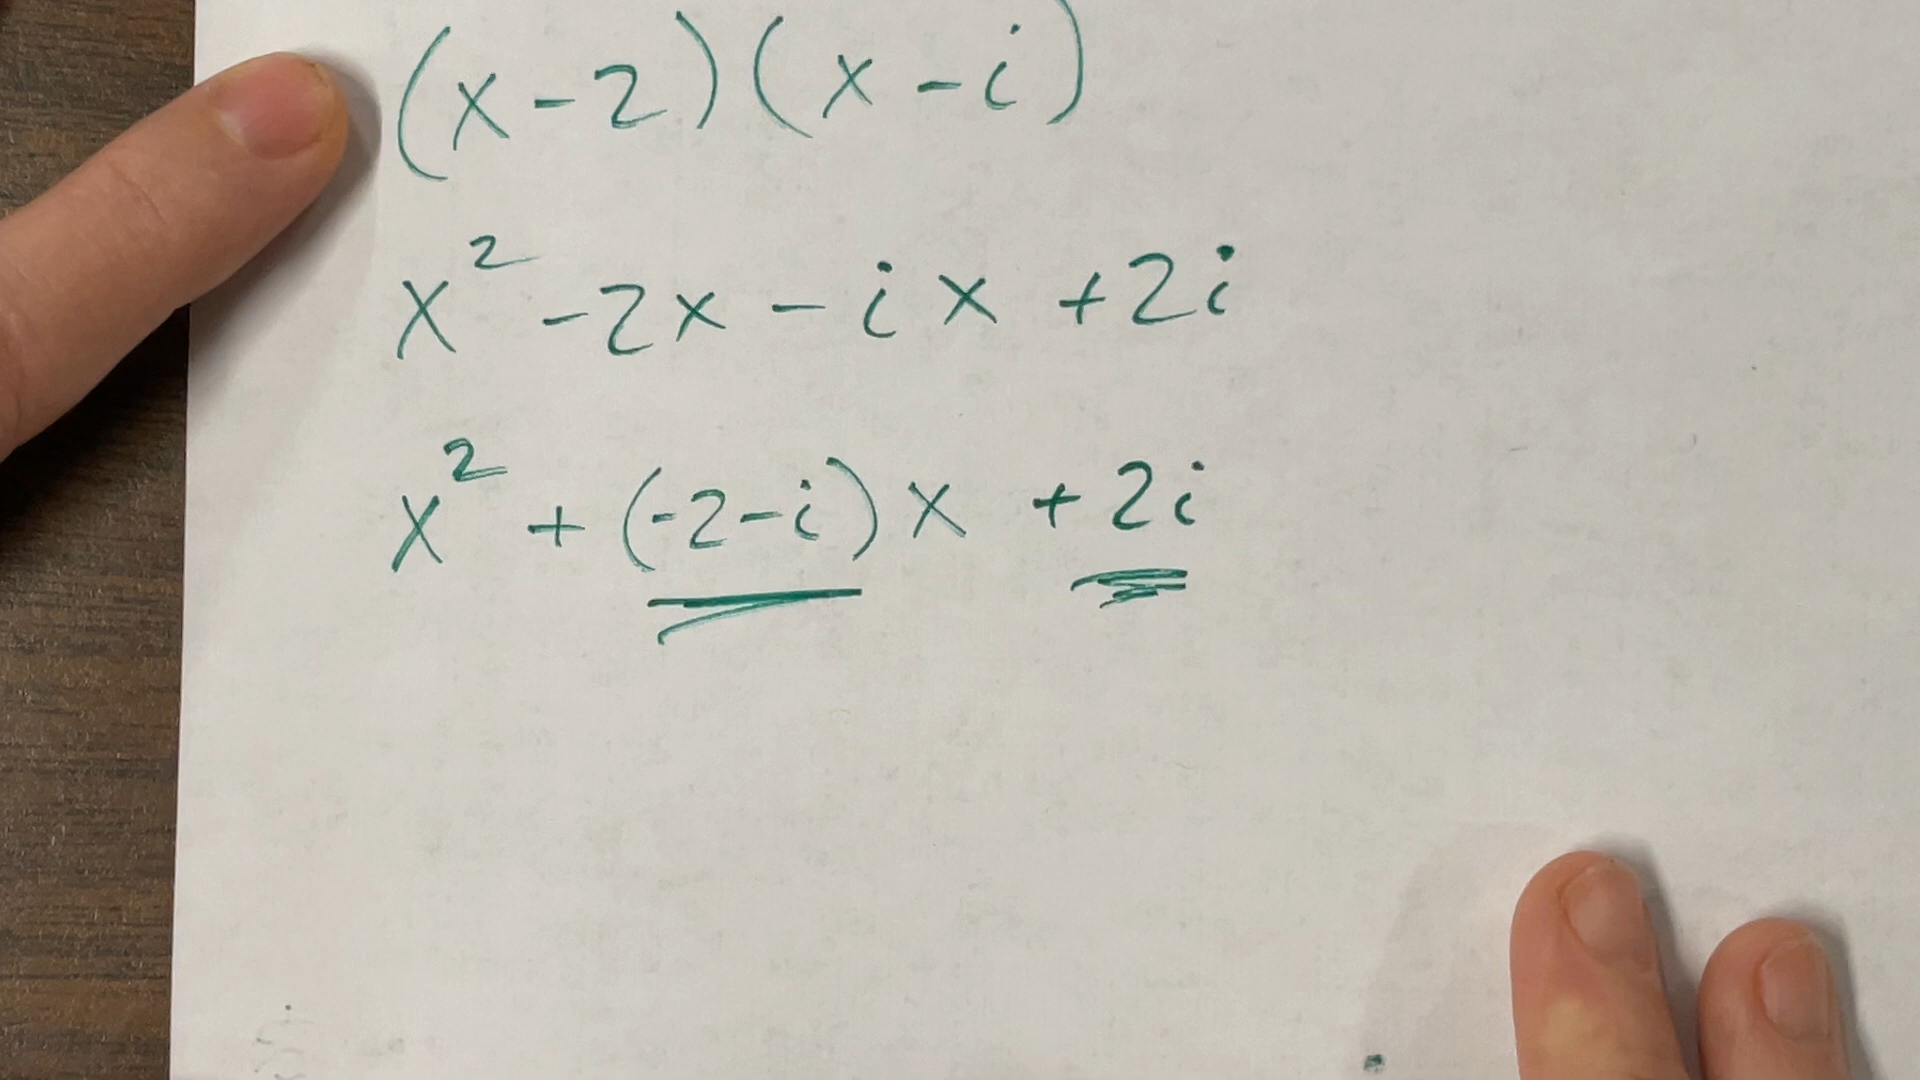 (x-2)(x-i)
x² -2x - ix +2i
x² + (-2-i)x +2i